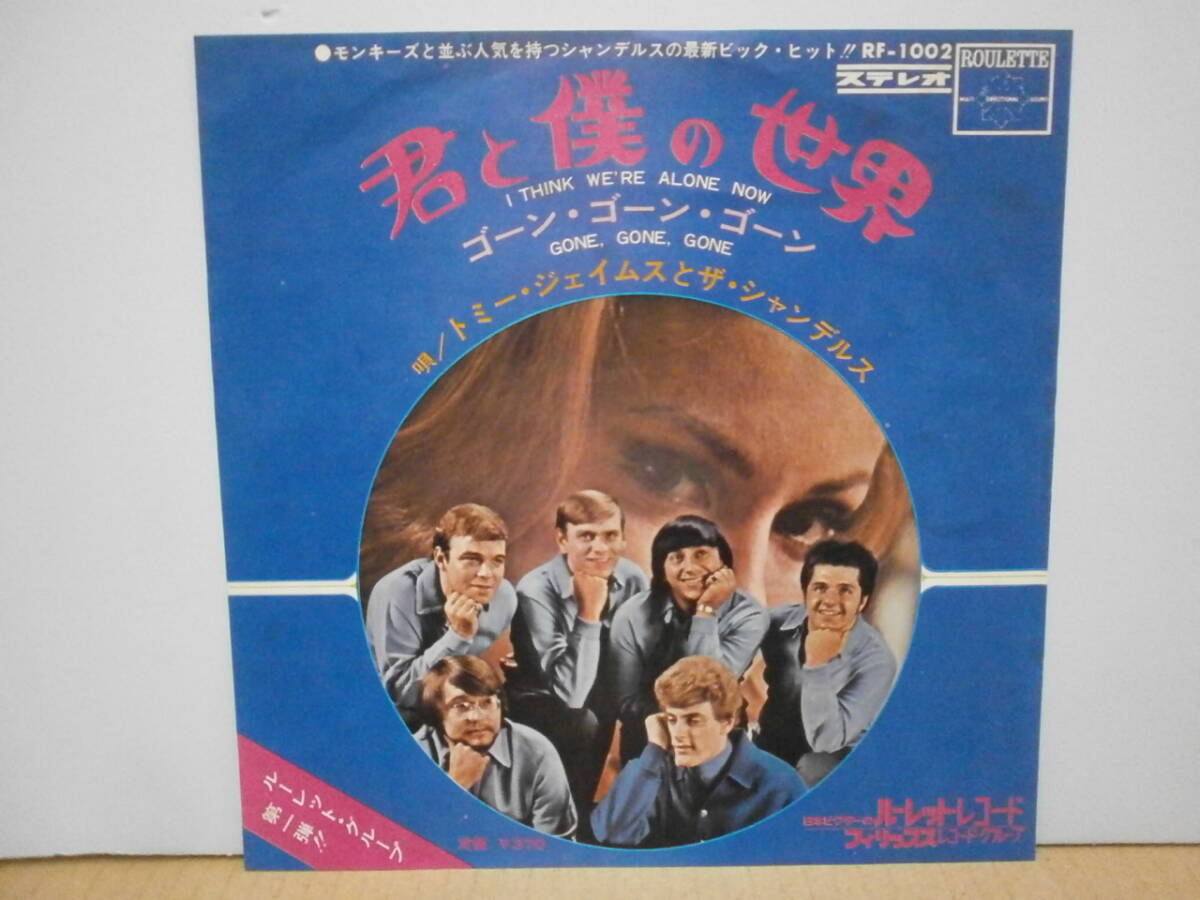 ●モンキーズと並ぶ人気を持つシャンデルスの最新ビック・ヒット!! RF-1002
ステレオ
ROULETTE
MULTI DIRECTIONAL SOUND
君と僕の世界
I THINK WE'RE ALONE NOW
ゴーン・ゴーン・ゴーン
GONE, GONE, GONE
唄/トミー・ジェイムスとザ・シャンデルス
ルーレット・グループ
第一弾!!
定価 ¥370
日本ビクターのルーレットレコード
フィリップスレコード・グループ